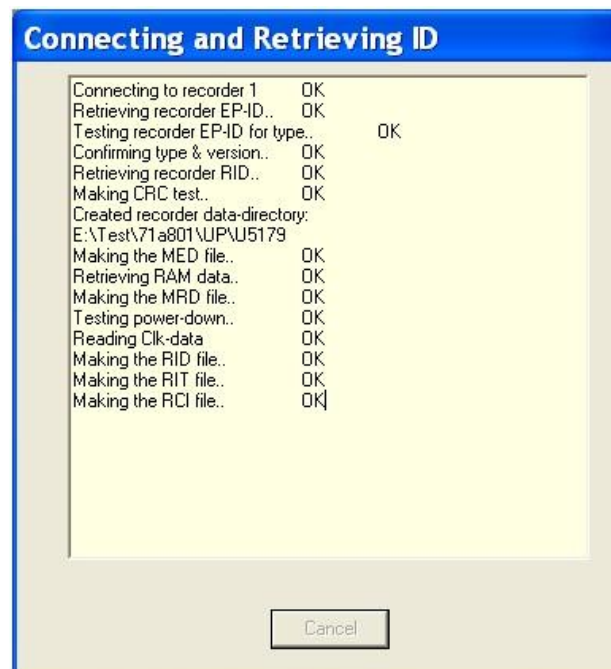 Connecting and Retrieving ID
Connecting to recorder 1 OK
Retrieving recorder EP-ID.. OK
Testing recorder EP-ID for type.. OK
Confirming type & version.. OK
Retrieving recorder RID.. OK
Making CRC test.. OK
Created recorder data-directory:
E:\Test\71a801\UP\U5179
Making the MED file.. OK
Retrieving RAM data.. OK
Making the MRD file.. OK
Testing power-down.. OK
Reading Clk-data OK
Making the RID file.. OK
Making the RIT file.. OK
Making the RCI file.. OK
Cancel